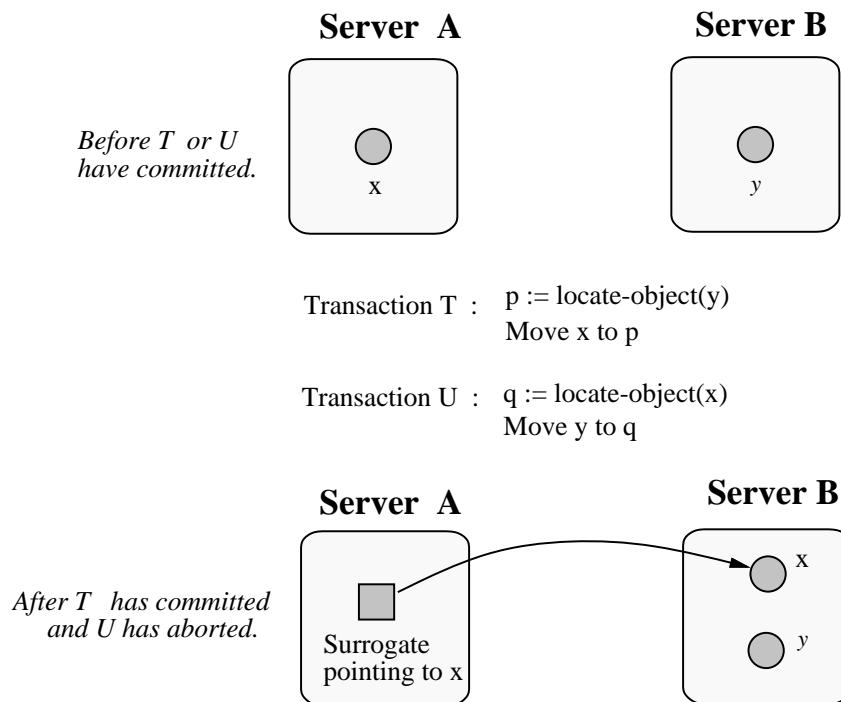 Server A
Server B
Before T or U
have committed.
x
y
Transaction T :
p := locate-object(y)
Move x to p
Transaction U :
q := locate-object(x)
Move y to q
Server A
Server B
After T has committed
and U has aborted.
Surrogate
pointing to x
x
y